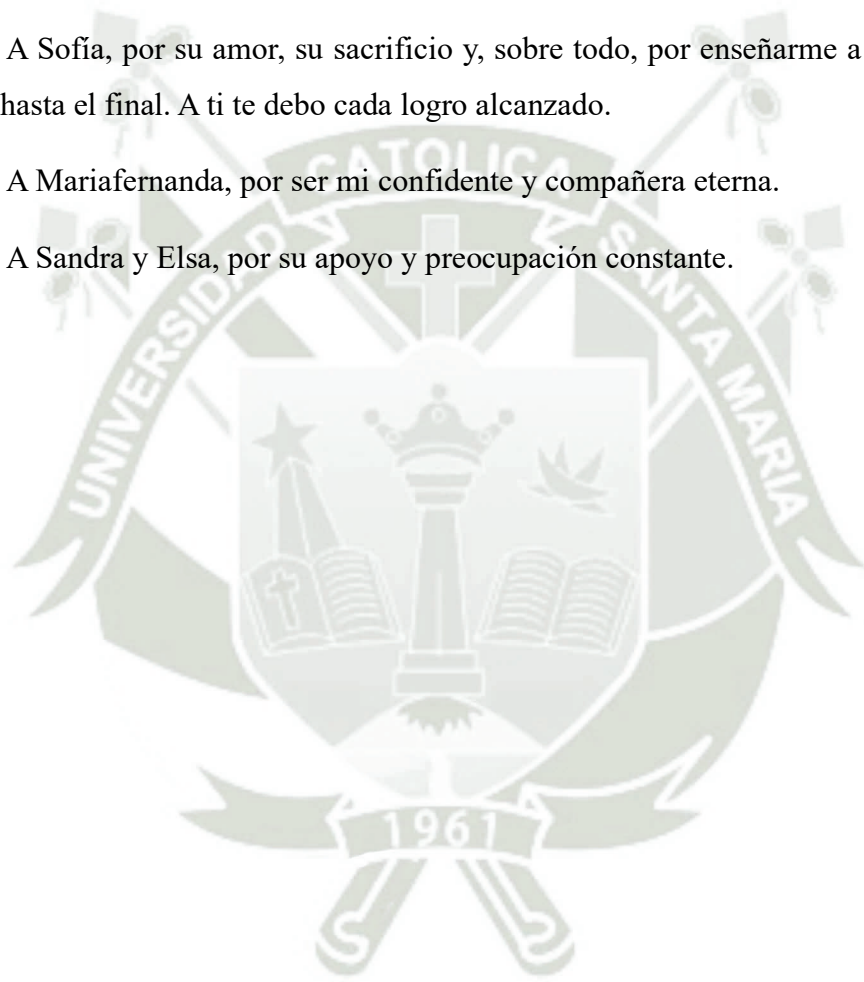 A Sofía, por su amor, su sacrificio y, sobre todo, por enseñarme a
hasta el final. A ti te debo cada logro alcanzado.
A Mariafernanda, por ser mi confidente y compañera eterna.
A Sandra y Elsa, por su apoyo y preocupación constante.
UNIVERSIDAD CATOLICA SANTA MARIA
1961